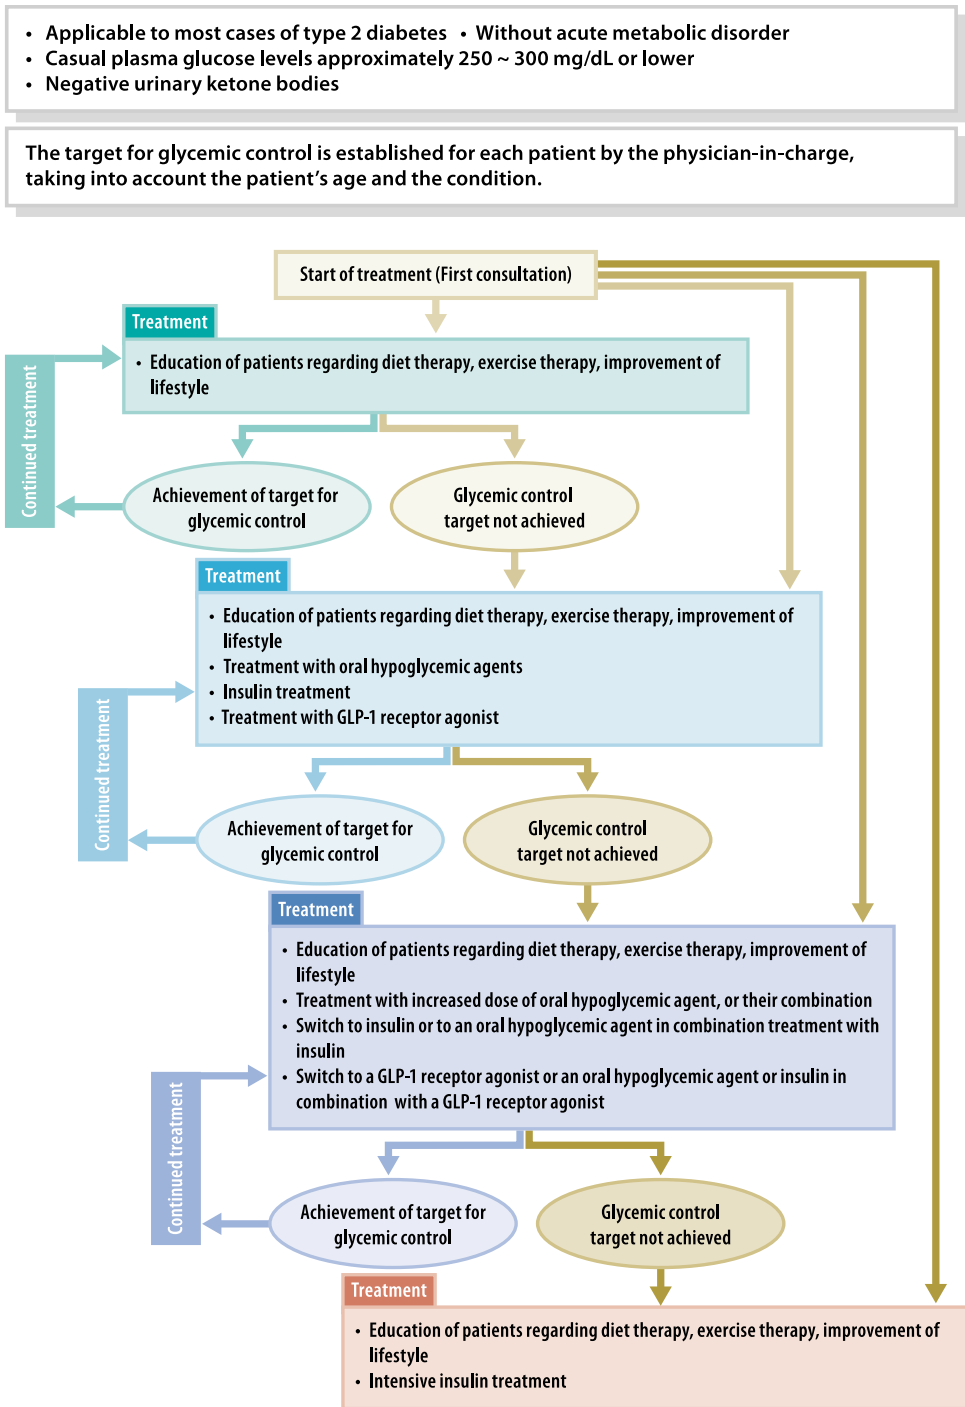 • Applicable to most cases of type 2 diabetes • Without acute metabolic disorder
• Casual plasma glucose levels approximately 250 ~ 300 mg/dL or lower
• Negative urinary ketone bodies
The target for glycemic control is established for each patient by the physician-in-charge,
taking into account the patient’s age and the condition.
Start of treatment (First consultation)
Treatment
• Education of patients regarding diet therapy, exercise therapy, improvement of
lifestyle
Continued treatment
Achievement of target for
glycemic control
Glycemic control
target not achieved
Treatment
• Education of patients regarding diet therapy, exercise therapy, improvement of
lifestyle
• Treatment with oral hypoglycemic agents
• Insulin treatment
• Treatment with GLP-1 receptor agonist
Continued treatment
Achievement of target for
glycemic control
Glycemic control
target not achieved
Treatment
• Education of patients regarding diet therapy, exercise therapy, improvement of
lifestyle
• Treatment with increased dose of oral hypoglycemic agent, or their combination
• Switch to insulin or to an oral hypoglycemic agent in combination treatment with
insulin
• Switch to a GLP-1 receptor agonist or an oral hypoglycemic agent or insulin in
combination with a GLP-1 receptor agonist
Continued treatment
Achievement of target for
glycemic control
Glycemic control
target not achieved
Treatment
• Education of patients regarding diet therapy, exercise therapy, improvement of
lifestyle
• Intensive insulin treatment